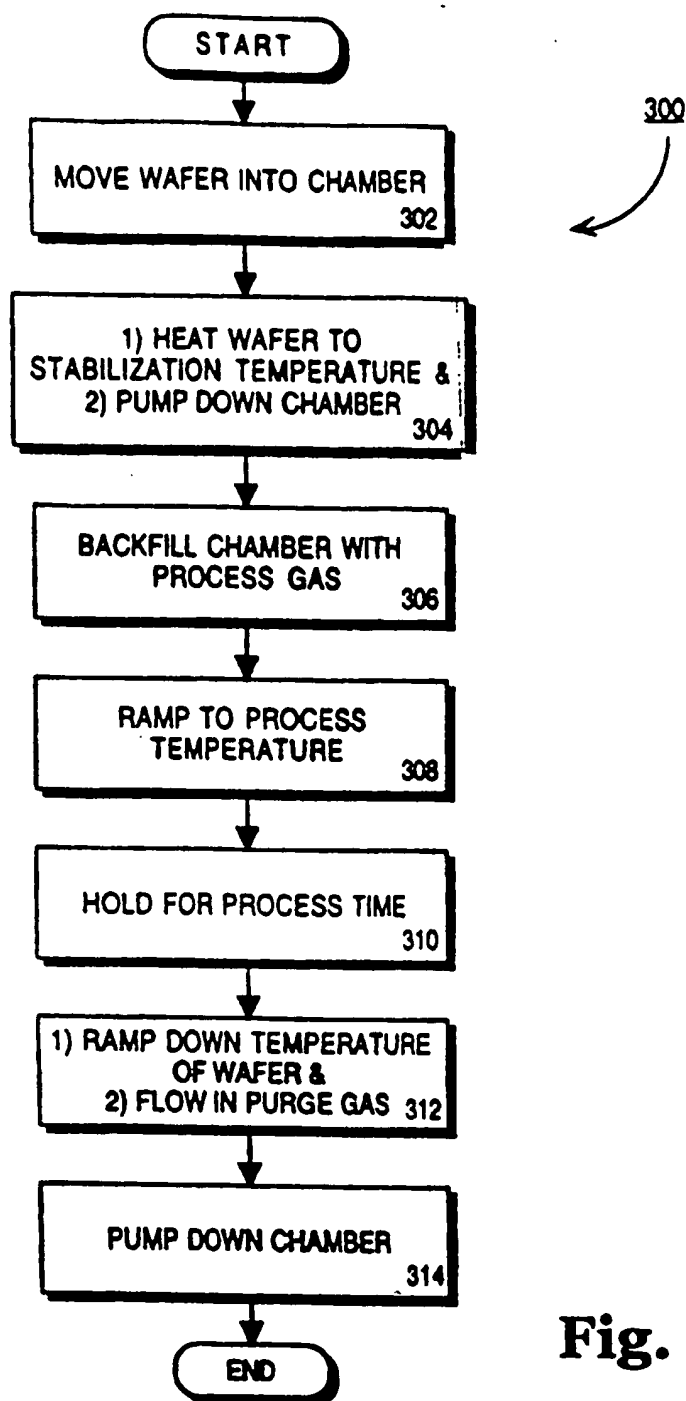 START
300
MOVE WAFER INTO CHAMBER
302
1) HEAT WAFER TO
STABILIZATION TEMPERATURE &
2) PUMP DOWN CHAMBER
304
BACKFILL CHAMBER WITH
PROCESS GAS
306
RAMP TO PROCESS
TEMPERATURE
308
HOLD FOR PROCESS TIME
310
1) RAMP DOWN TEMPERATURE
OF WAFER &
2) FLOW IN PURGE GAS 312
PUMP DOWN CHAMBER
314
END
Fig.